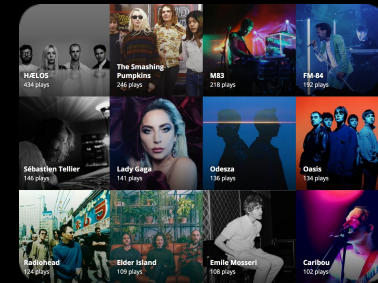 HÆLOS
434 plays
The Smashing
Pumpkins
246 plays
M83
218 plays
FM-84
192 plays
Sébastien Tellier
146 plays
Lady Gaga
141 plays
Odesza
136 plays
Oasis
134 plays
Radiohead
124 plays
Elder Island
109 plays
Emile Mosseri
108 plays
Caribou
102 plays